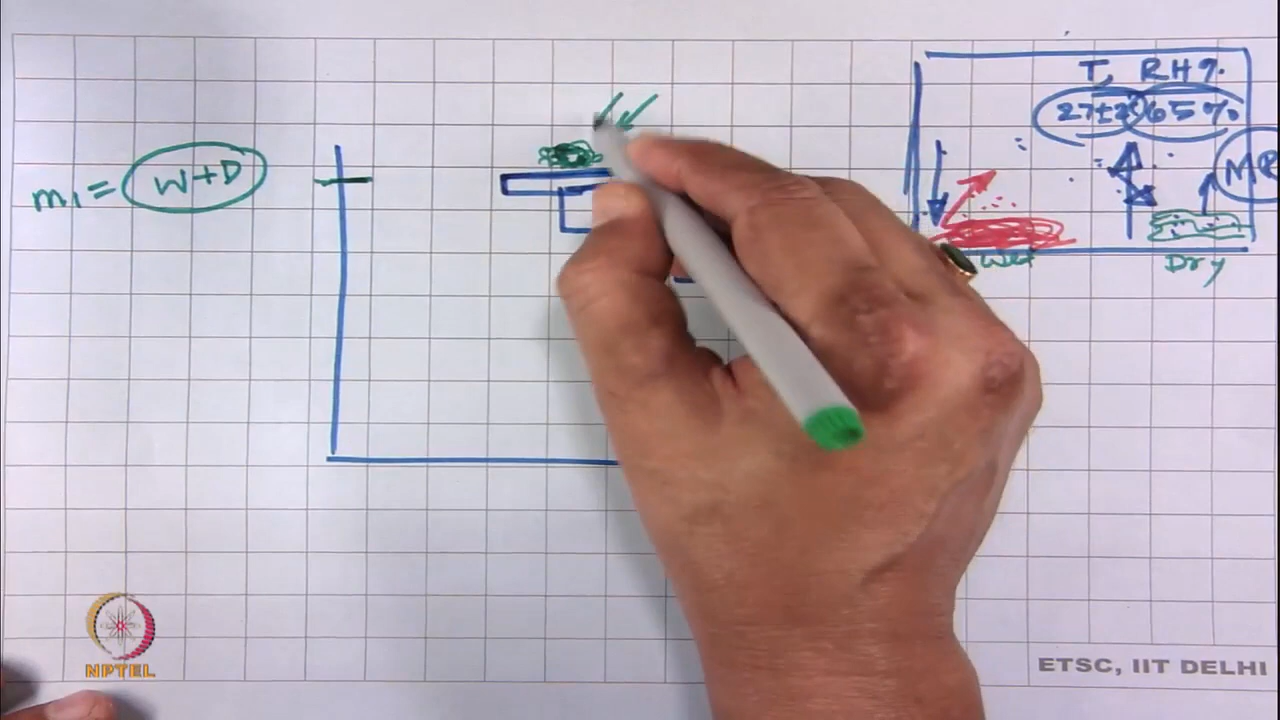 T, RH%.
27±2° 65%
m₁ = W+D
Wet
Dry
NPTEL
ETSC, IIT DELHI